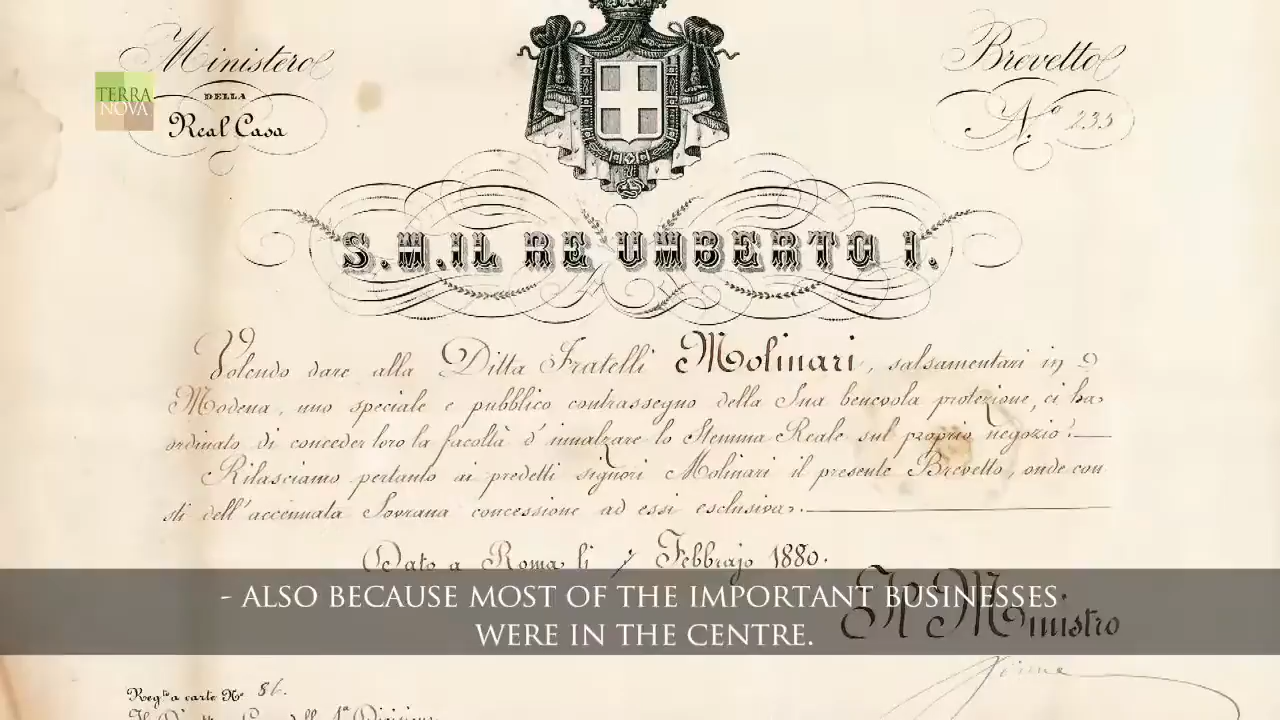 Ministero
DELLA
Real Casa
TERRA
NOVA
Brevetto
N.º 233
S.M.IL RE UMBERTO I.
Volendo dare alla Ditta Fratelli Molinari, salsamentari in
Modena, uno speciale e pubblico contrassegno della Sua benevola protezione, ci ha
ordinato di conceder loro la facoltà d'innalzare lo Stemma Reale sul proprio negozio.
Rilasciamo pertanto ai predetti signori Molinari il presente Brevetto, onde con
sti dell'accennata Sovrana concessione ad essi esclusiva.
Dato a Roma li 7 Febbrajo 1880.
Il Ministro
- ALSO BECAUSE MOST OF THE IMPORTANT BUSINESSES
WERE IN THE CENTRE.
Reg.to a carte Nº 86.